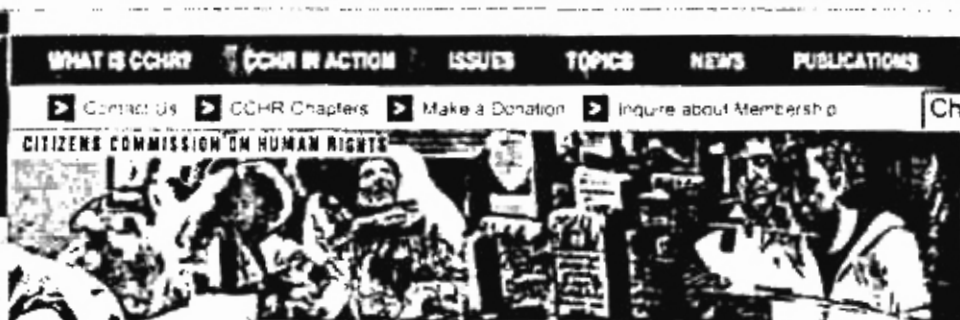 WHAT IS CCHR? CCHR IN ACTION ISSUES TOPICS NEWS PUBLICATIONS
Contact Us CCHR Chapters Make a Donation Inquire about Membership Ch
CITIZENS COMMISSION ON HUMAN RIGHTS